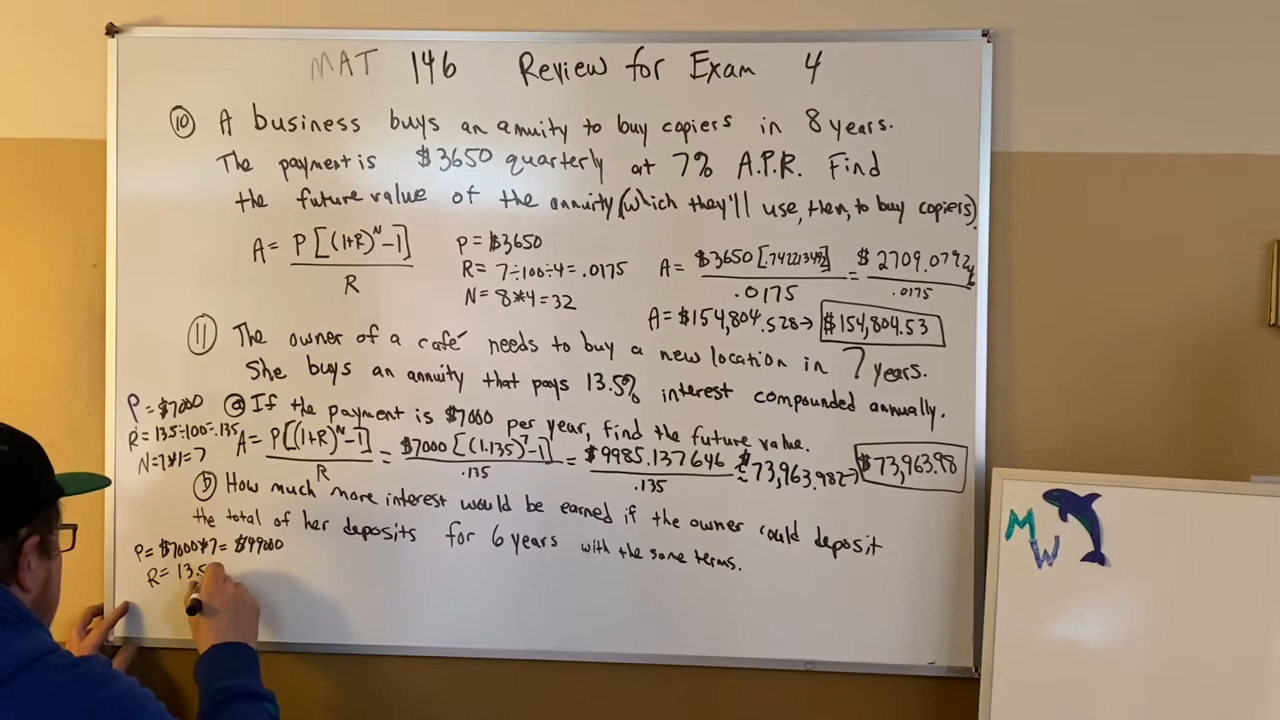 MAT 146 Review for Exam 4
⑩ A business buys an annuity to buy copiers in 8 years.
The payment is $3650 quarterly at 7% A.P.R. Find
the future value of the annuity (which they'll use, then, to buy copiers).
A = P[(1+R)^N - 1] / R
P = $3650
R = 7÷100÷4 = .0175
N = 8*4 = 32
A = $3650[.74221349] / .0175 = $2709.0792 / .0175
A = $154,804.528 → $154,804.53
⑪ The owner of a café needs to buy a new location in 7 years.
She buys an annuity that pays 13.5% interest compounded annually.
ⓐ If the payment is $7000 per year, find the future value.
P = $7000
R = 13.5÷100 = .135
N = 7*1 = 7
A = P[(1+R)^N - 1] / R = $7000[(1.135)^7 - 1] / .135 = $9985.137646 / .135 ≈ $73,963.982 → $73,963.98
ⓑ How much more interest would be earned if the owner could deposit
the total of her deposits for 6 years with the same terms.
P = $7000*7 = $49000
R = 13.5
MW